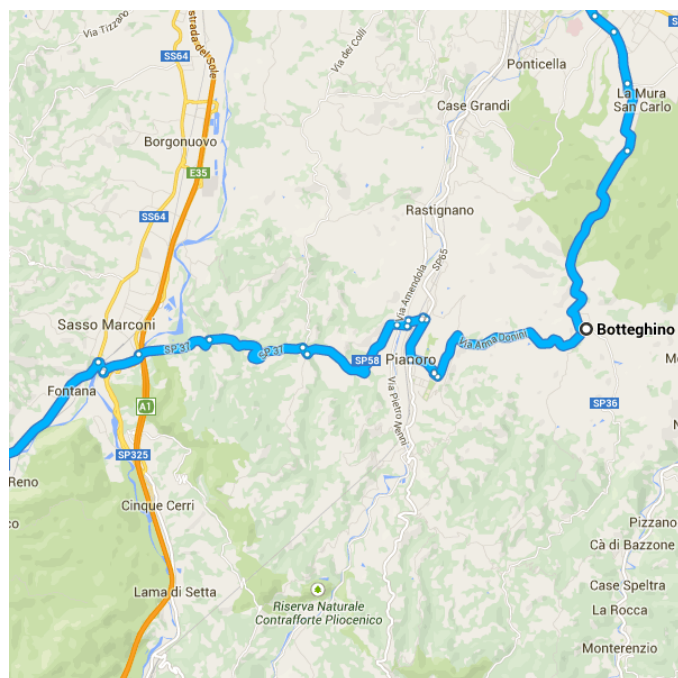 Via Tizzano
strada del Sole
SS64
Via dei Colli
Ponticella
La Mura
San Carlo
Case Grandi
Borgonuovo
E35
SS64
Rastignano
SP65
Via Amendola
Sasso Marconi
SP37
SP37
SP58
Pianoro
Via Anna Donini
Botteghino
Fontana
A1
Via Pietro Nenni
SP36
SP325
Reno
Cinque Cerri
Pizzano
Cà di Bazzone
Lama di Setta
Case Speltra
Riserva Naturale
Contrafforte Pliocenico
La Rocca
Monterenzio